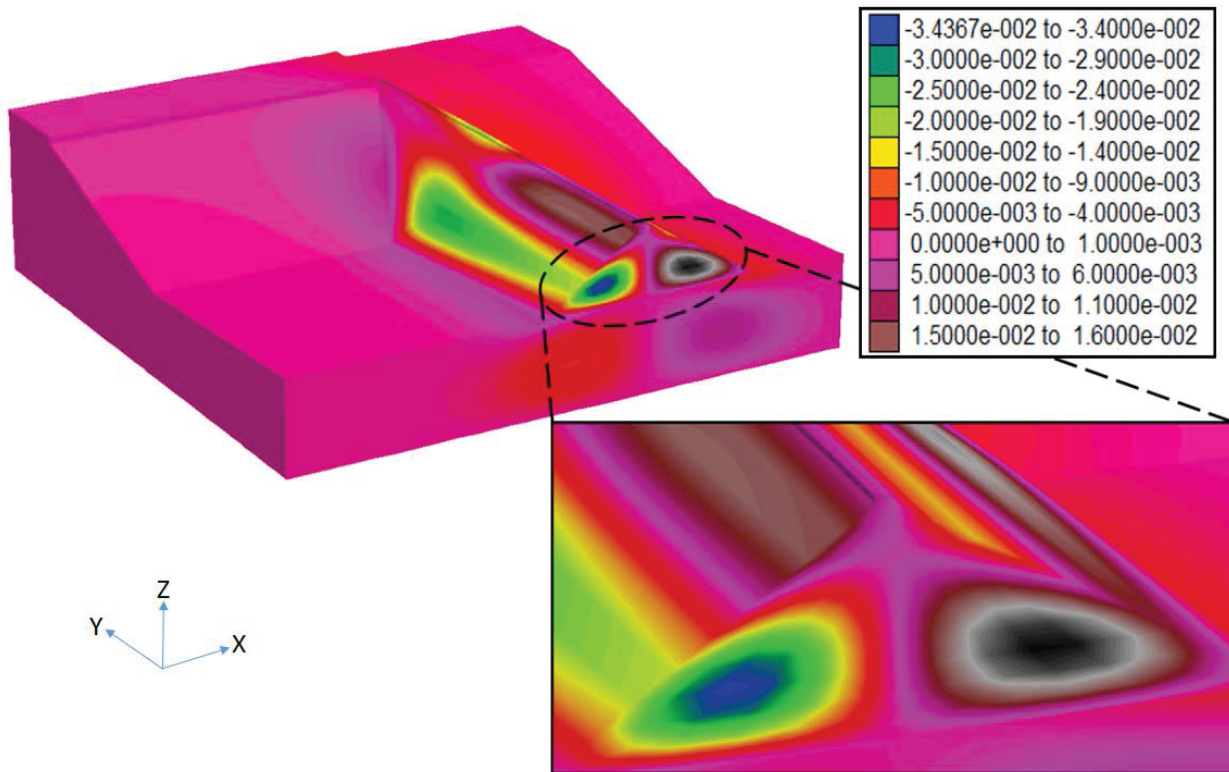 -3.4367e-002 to -3.4000e-002
-3.0000e-002 to -2.9000e-002
-2.5000e-002 to -2.4000e-002
-2.0000e-002 to -1.9000e-002
-1.5000e-002 to -1.4000e-002
-1.0000e-002 to -9.0000e-003
-5.0000e-003 to -4.0000e-003
0.0000e+000 to 1.0000e-003
5.0000e-003 to 6.0000e-003
1.0000e-002 to 1.1000e-002
1.5000e-002 to 1.6000e-002
Z
Y
X